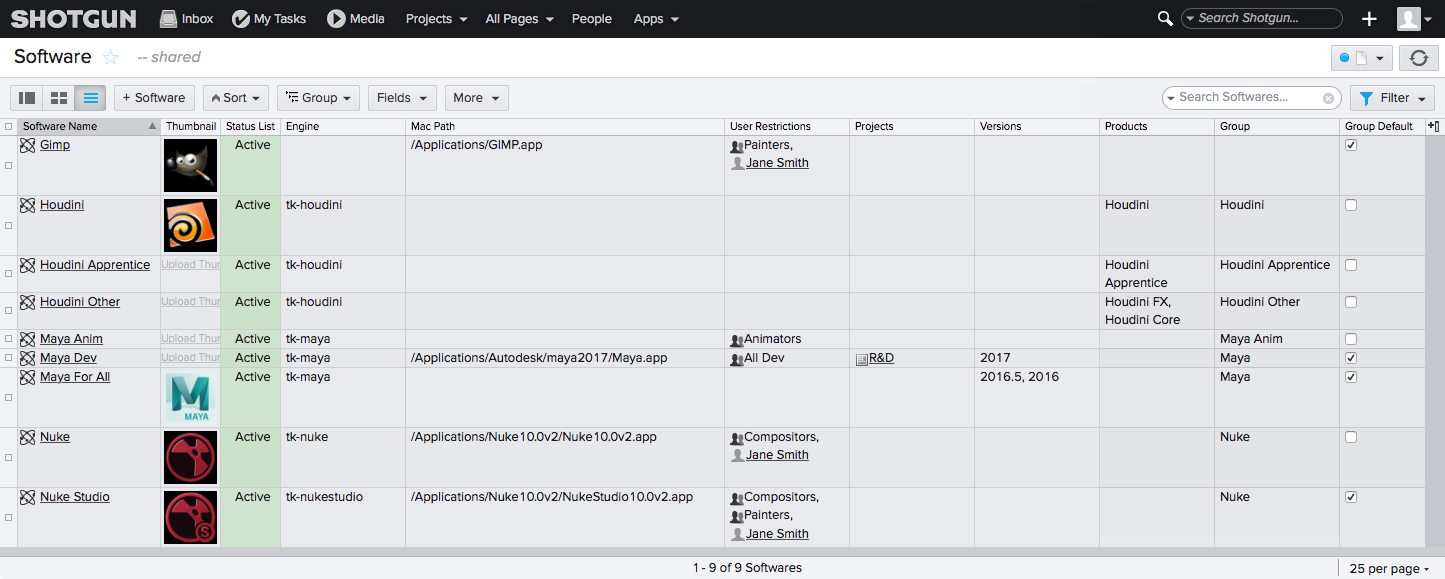 SHOTGUN Inbox My Tasks Media Projects All Pages People Apps Search Shotgun...
Software -- shared
+ Software Sort Group Fields More Search Softwares... Filter
Software Name Thumbnail Status List Engine Mac Path User Restrictions Projects Versions Products Group Group Default
Gimp Active /Applications/GIMP.app Painters,
Jane Smith
Houdini Active tk-houdini Houdini Houdini
Houdini Apprentice Upload Thur Active tk-houdini Houdini Houdini Apprentice
Apprentice
Houdini Other Upload Thur Active tk-houdini Houdini FX, Houdini Other
Houdini Core
Maya Anim Upload Thur Active tk-maya Animators Maya Anim
Maya Dev Upload Thur Active tk-maya /Applications/Autodesk/maya2017/Maya.app All Dev R&D 2017 Maya
Maya For All Active tk-maya 2016.5, 2016 Maya
MAYA
Nuke Active tk-nuke /Applications/Nuke10.0v2/Nuke10.0v2.app Compositors, Nuke
Jane Smith
Nuke Studio Active tk-nukestudio /Applications/Nuke10.0v2/NukeStudio10.0v2.app Compositors, Nuke
Painters,
S
Jane Smith
1 - 9 of 9 Softwares 25 per page